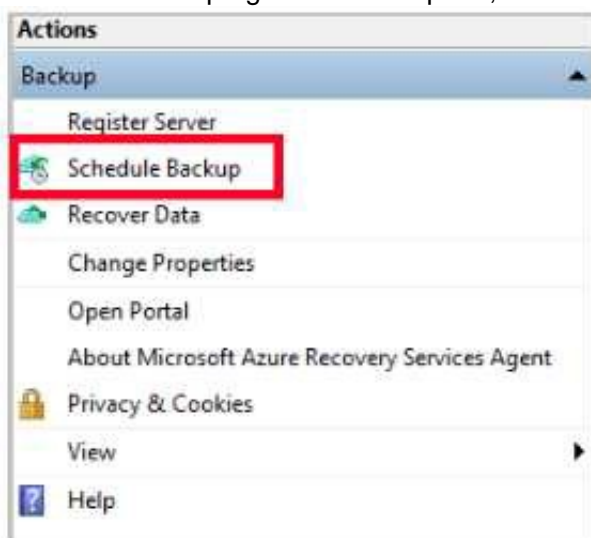 Actions
Backup
Register Server
Schedule Backup
Recover Data
Change Properties
Open Portal
About Microsoft Azure Recovery Services Agent
Privacy & Cookies
View
Help